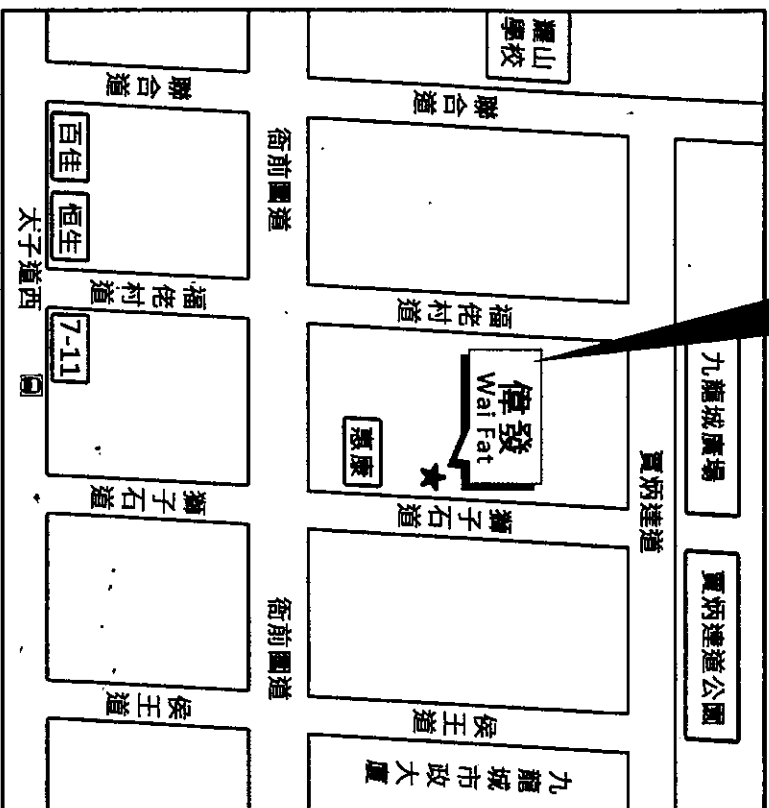 耀山
學校
聯合道
聯合道
百佳
恒生
衙前圍道
太子道西
福佬村道
福佬村道
7-11
偉發
Wai Fat
惠康
九龍城廣場
賈炳達道
獅子石道
獅子石道
賈炳達道公園
衙前圍道
侯王道
侯王道
九龍城市政大廈